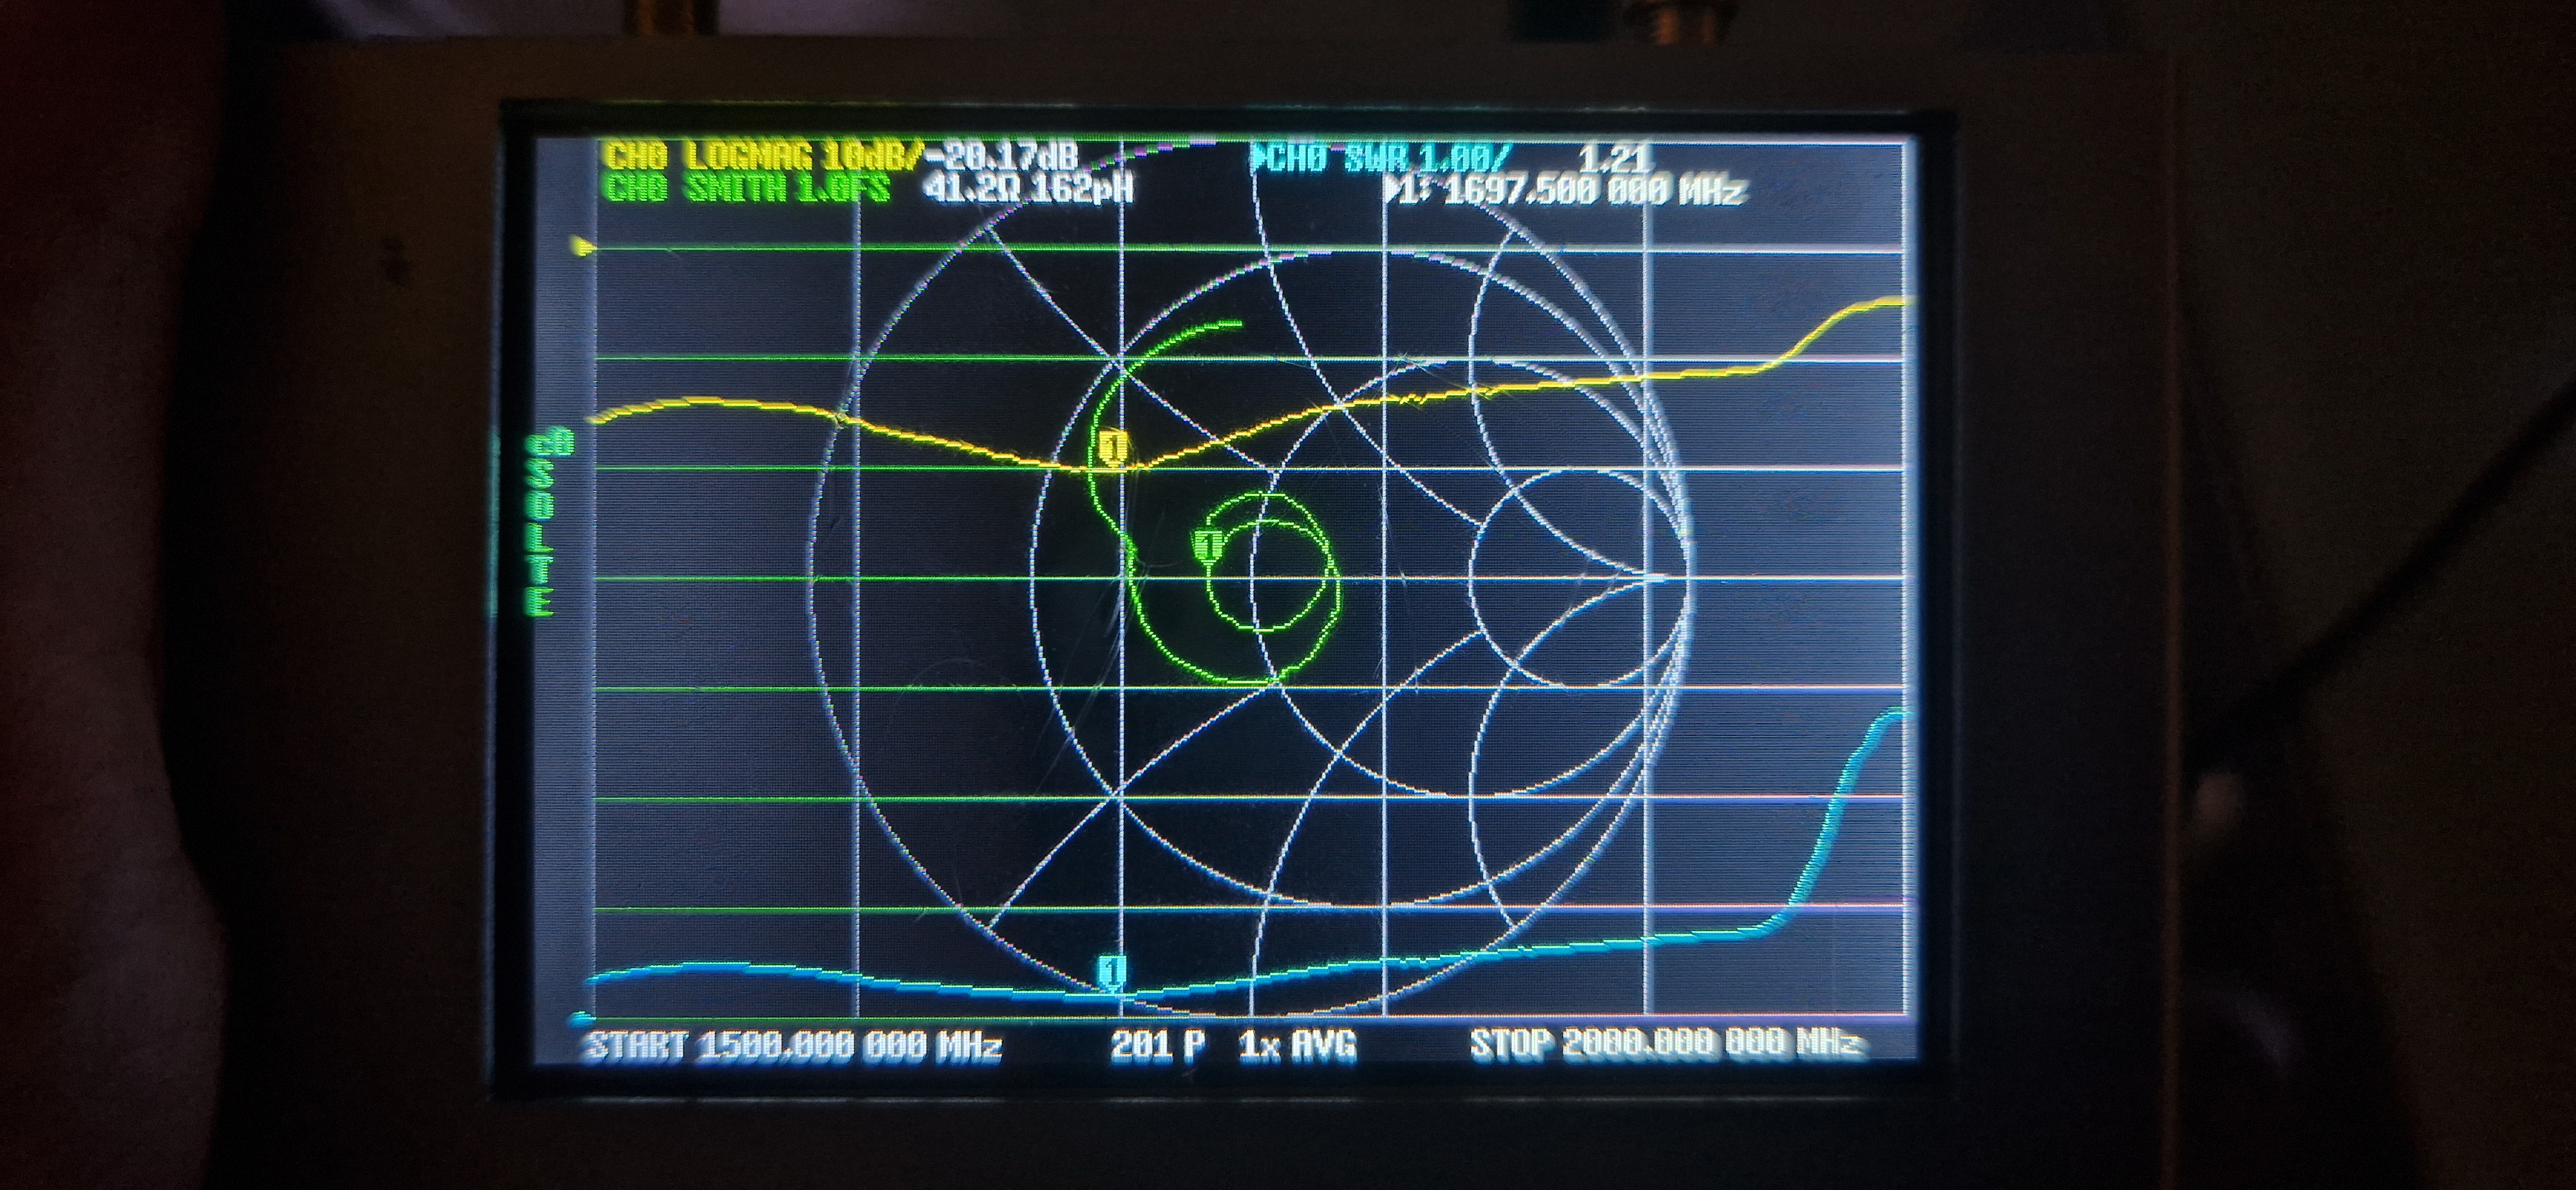 CH0 LOGMAG 10dB/-20.17dB
CH0 SWR 1.00/ 1.21
CH0 SMITH 1.0FS 41.2Ω 162pH
1: 1697.500 000 MHz
c0
S
O
L
T
E
1
1
1
START 1500.000 000 MHz
201 P 1x AVG
STOP 2000.000 000 MHz